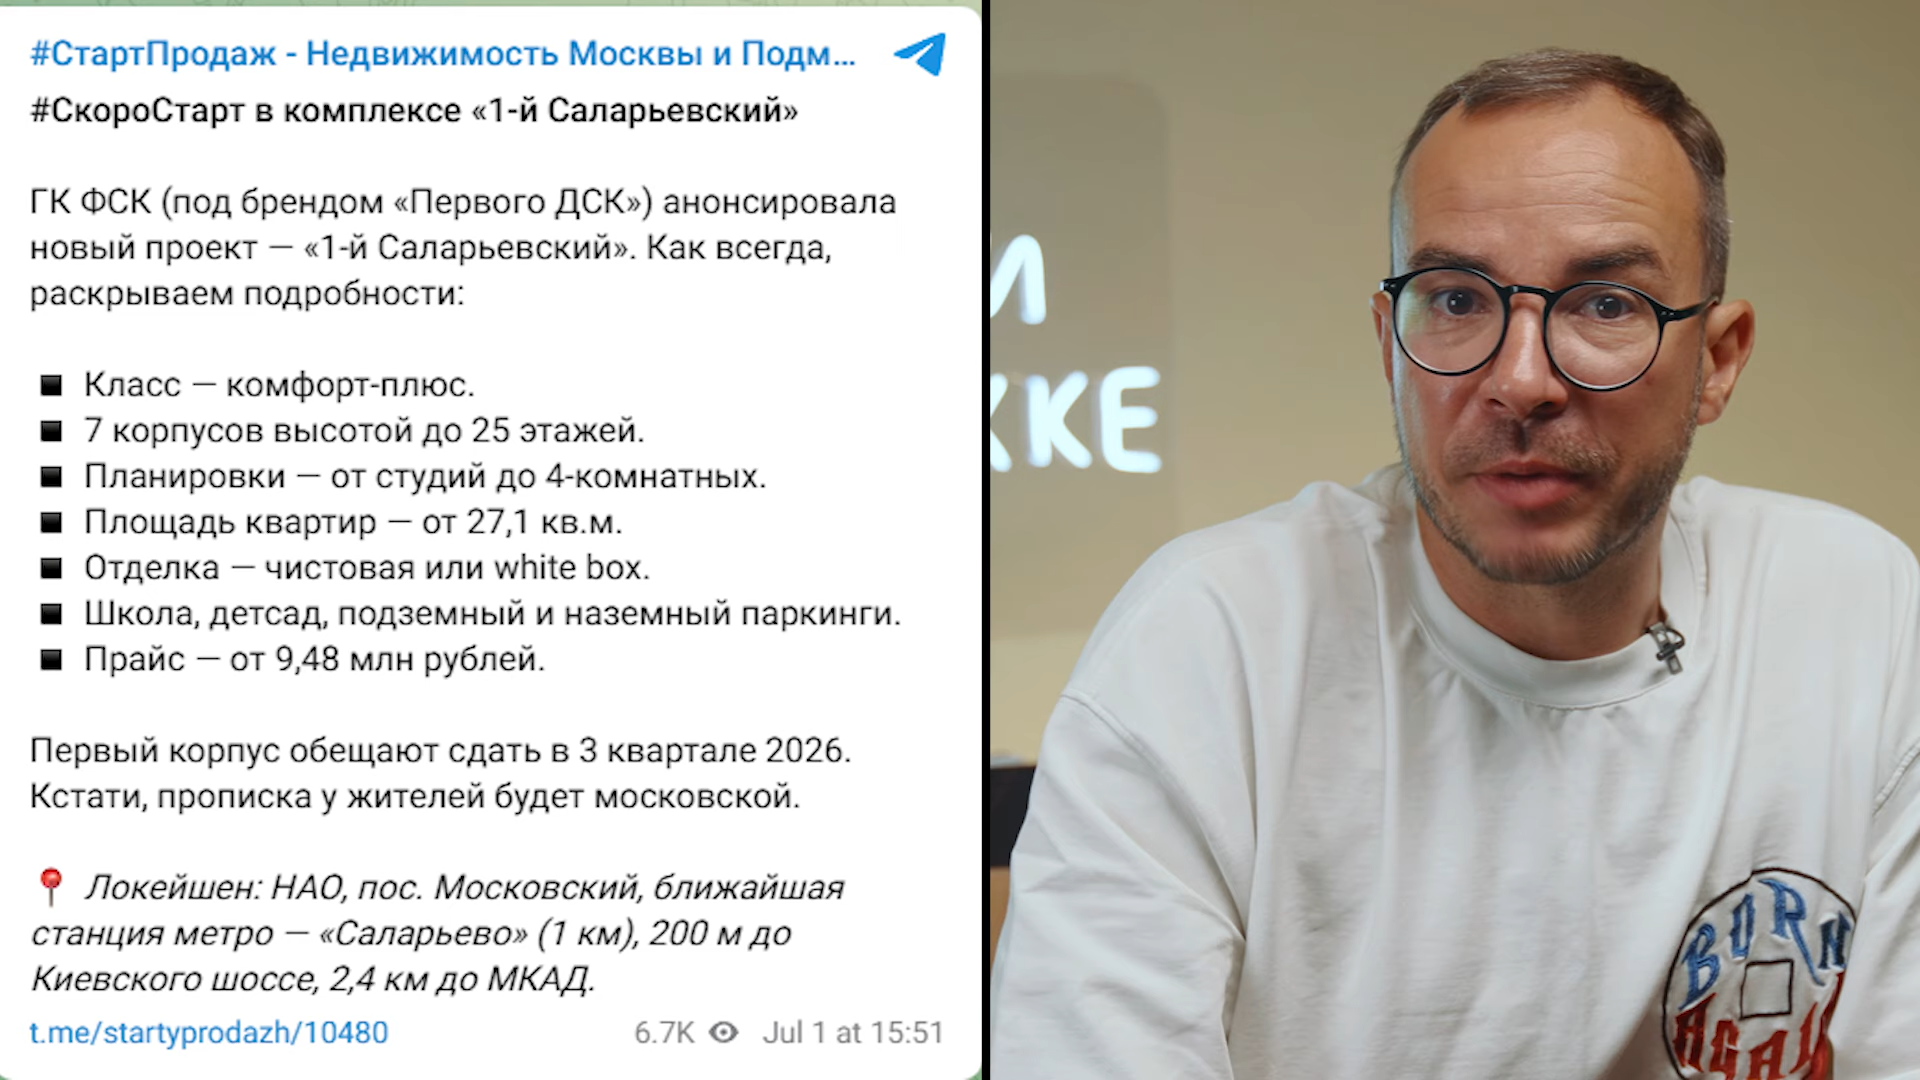 #СтартПродаж - Недвижимость Москвы и Подм...
#СкороСтарт в комплексе «1-й Саларьевский»
ГК ФСК (под брендом «Первого ДСК») анонсировала
новый проект — «1-й Саларьевский». Как всегда,
раскрываем подробности:
Класс — комфорт-плюс.
7 корпусов высотой до 25 этажей.
Планировки — от студий до 4-комнатных.
Площадь квартир — от 27,1 кв.м.
Отделка — чистовая или white box.
Школа, детсад, подземный и наземный паркинги.
Прайс — от 9,48 млн рублей.
Первый корпус обещают сдать в 3 квартале 2026.
Кстати, прописка у жителей будет московской.
Локейшен: НАО, пос. Московский, ближайшая
станция метро — «Саларьево» (1 км), 200 м до
Киевского шоссе, 2,4 км до МКАД.
t.me/startyprodazh/10480 6.7K Jul 1 at 15:51
BORN
AGAI